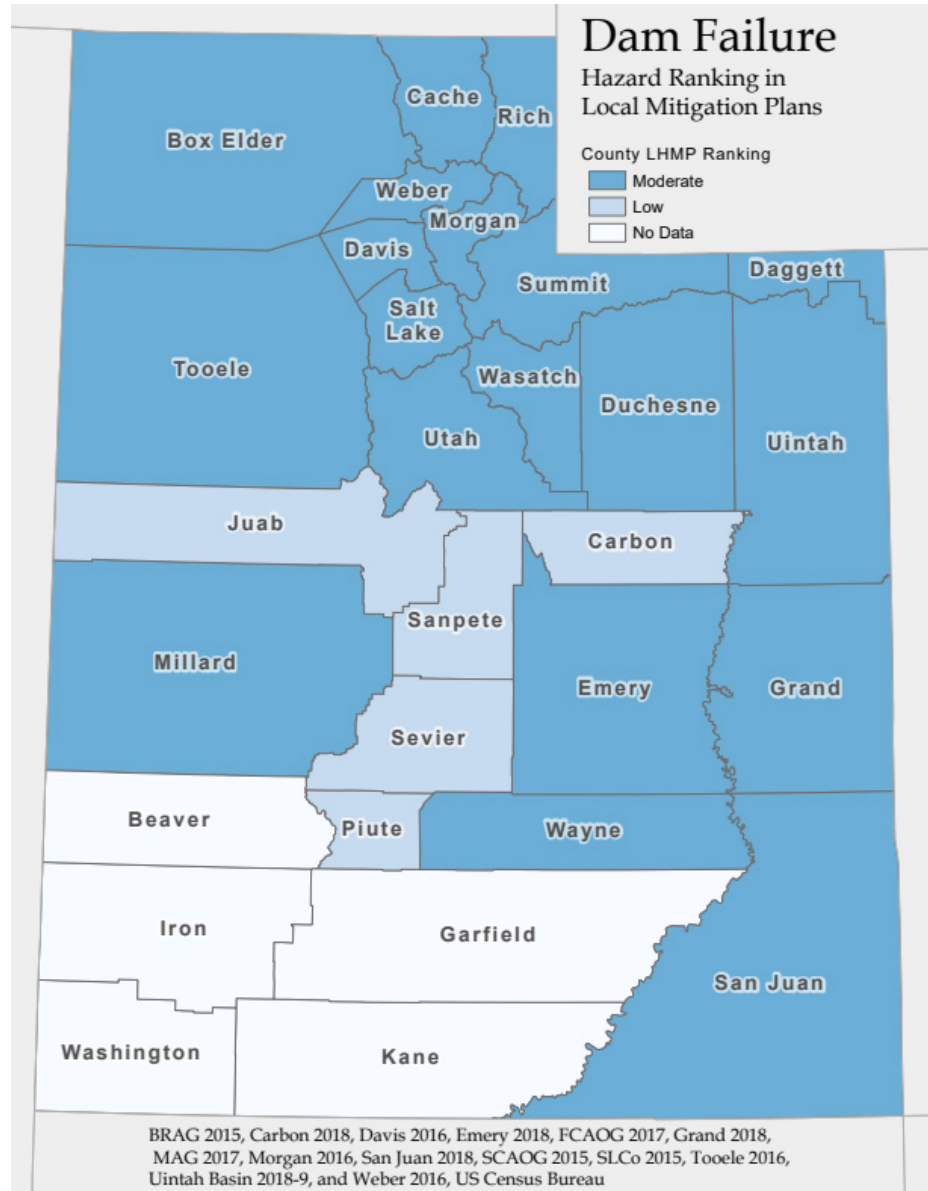 Dam Failure
Hazard Ranking in
Local Mitigation Plans
County LHMP Ranking
Moderate
Low
No Data
Cache
Rich
Box Elder
Weber
Morgan
Davis
Daggett
Summit
Salt
Lake
Tooele
Wasatch
Duchesne
Utah
Uintah
Juab
Carbon
Sanpete
Millard
Emery
Grand
Sevier
Beaver
Piute
Wayne
Iron
Garfield
San Juan
Washington
Kane
BRAG 2015, Carbon 2018, Davis 2016, Emery 2018, FCAOG 2017, Grand 2018,
MAG 2017, Morgan 2016, San Juan 2018, SCAOG 2015, SLCo 2015, Tooele 2016,
Uintah Basin 2018-9, and Weber 2016, US Census Bureau